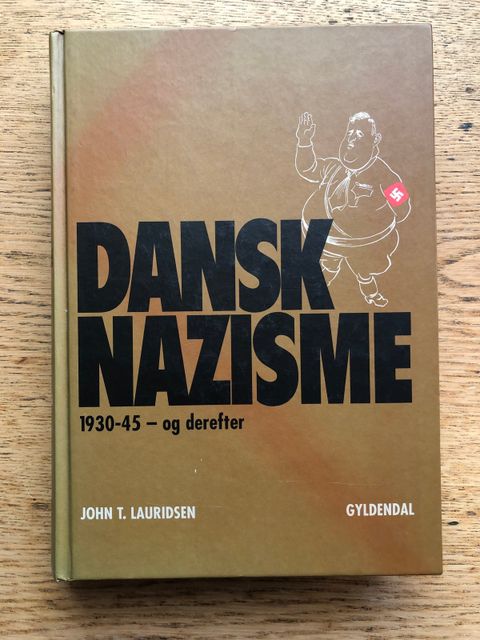 DANSK
NAZISME
1930-45 – og derefter
JOHN T. LAURIDSEN
GYLDENDAL